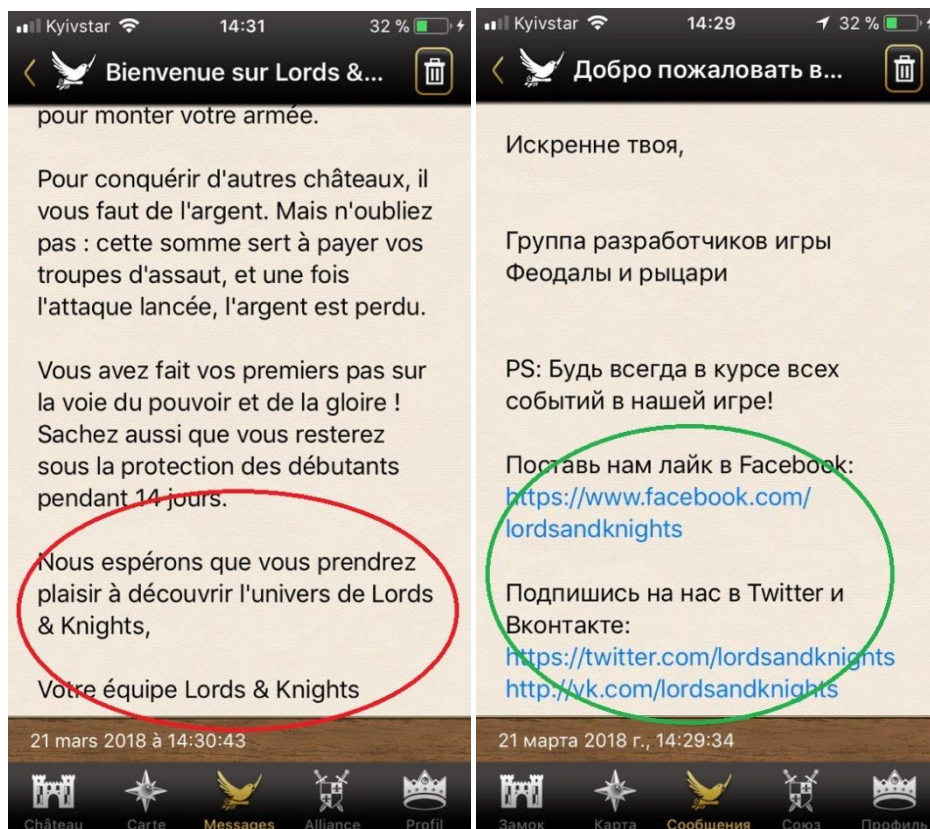 Kyivstar 14:31 32 %
Bienvenue sur Lords &...
pour monter votre armée.
Pour conquérir d'autres châteaux, il
vous faut de l'argent. Mais n'oubliez
pas : cette somme sert à payer vos
troupes d'assaut, et une fois
l'attaque lancée, l'argent est perdu.
Vous avez fait vos premiers pas sur
la voie du pouvoir et de la gloire !
Sachez aussi que vous resterez
sous la protection des débutants
pendant 14 jours.
Nous espérons que vous prendrez
plaisir à découvrir l'univers de Lords
& Knights,
Votre équipe Lords & Knights
21 mars 2018 à 14:30:43
Château Carte Messages Alliance Profil
Kyivstar 14:29 32 %
Добро пожаловать в...
Искренне твоя,
Группа разработчиков игры
Феодалы и рыцари
PS: Будь всегда в курсе всех
событий в нашей игре!
Поставь нам лайк в Facebook:
https://www.facebook.com/
lordsandknights
Подпишись на нас в Twitter и
Вконтакте:
https://twitter.com/lordsandknights
http://vk.com/lordsandknights
21 марта 2018 г., 14:29:34
Замок Карта Сообщения Союз Профиль